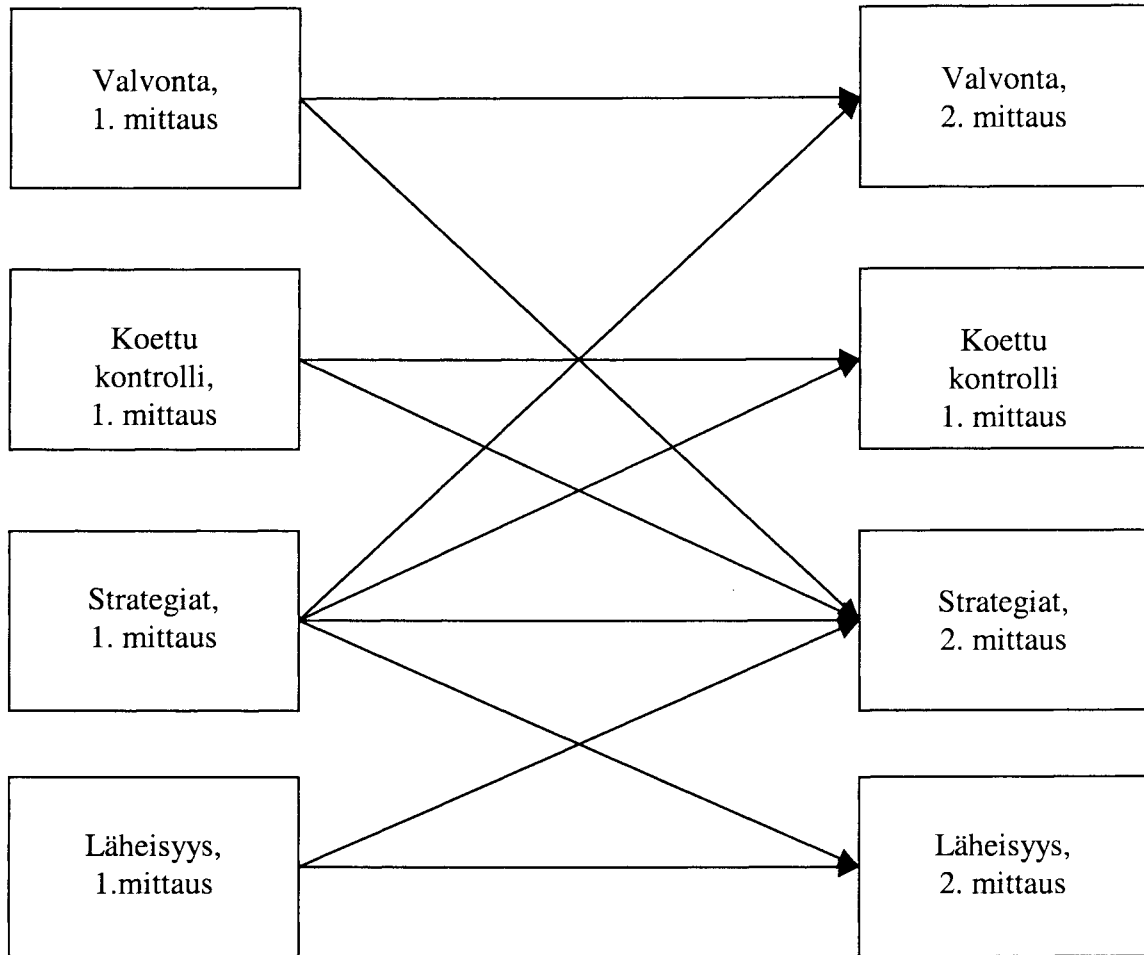 Valvonta,
1. mittaus
Valvonta,
2. mittaus
Koettu
kontrolli,
1. mittaus
Koettu
kontrolli
1. mittaus
Strategiat,
1. mittaus
Strategiat,
2. mittaus
Läheisyys,
1.mittaus
Läheisyys,
2. mittaus